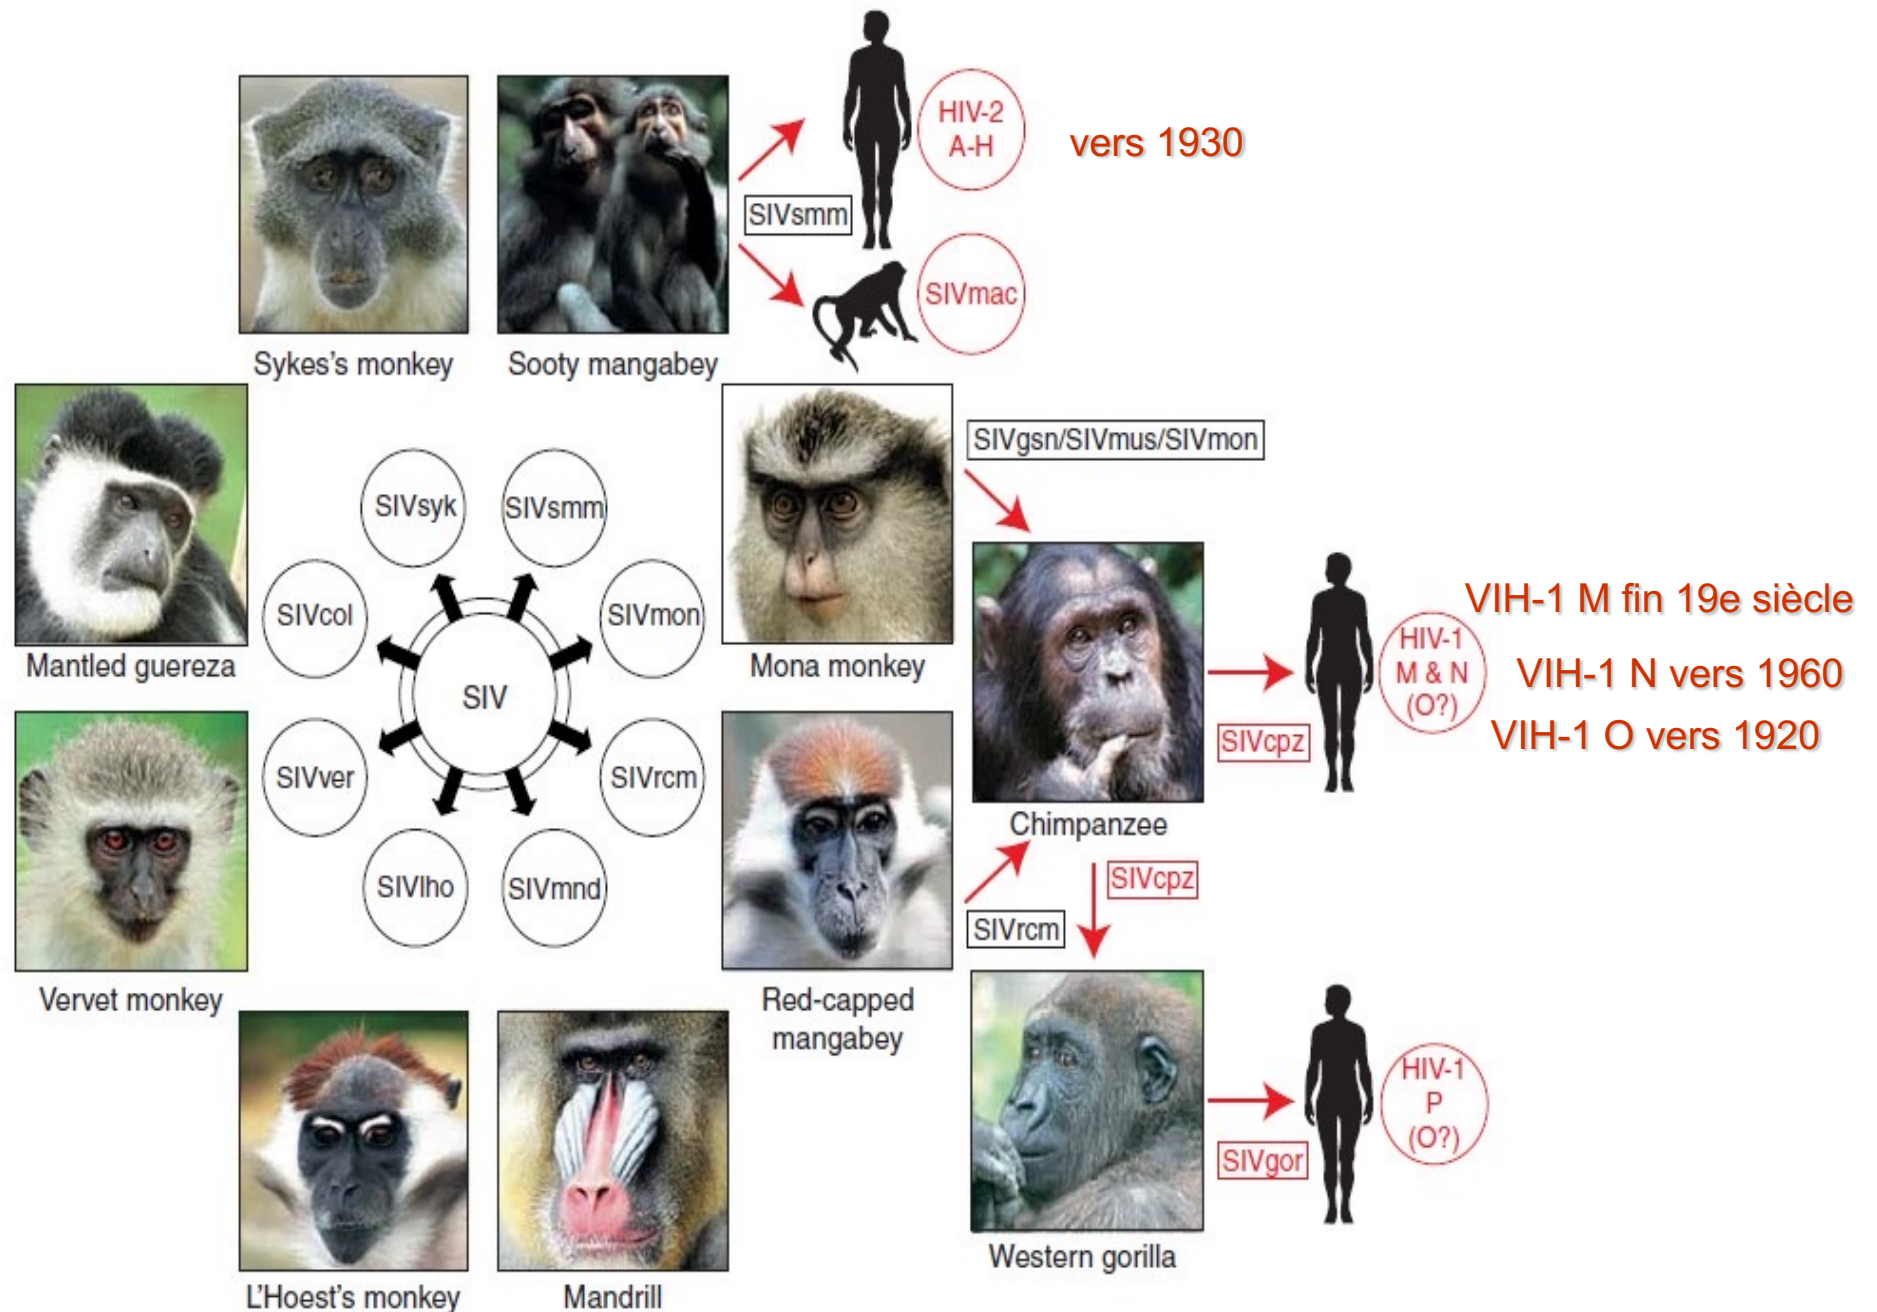 HIV-2
A-H
vers 1930
SIVsmm
SIVmac
Sykes's monkey
Sooty mangabey
SIVgsn/SIVmus/SIVmon
SIVsyk
SIVsmm
SIVcol
SIVmon
Mantled guereza
Mona monkey
SIV
VIH-1 M fin 19e siècle
HIV-1
M & N
(O?)
VIH-1 N vers 1960
VIH-1 O vers 1920
SIVcpz
SIVver
SIVrcm
Chimpanzee
SIVlho
SIVmnd
SIVcpz
SIVrcm
Vervet monkey
Red-capped
mangabey
HIV-1
P
(O?)
SIVgor
Western gorilla
L'Hoest's monkey
Mandrill